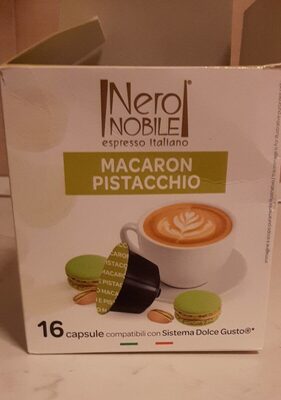 Nero
NOBILE
espresso Italiano
MACARON
PISTACCHIO
16 capsule compatibili con Sistema Dolce Gusto®*